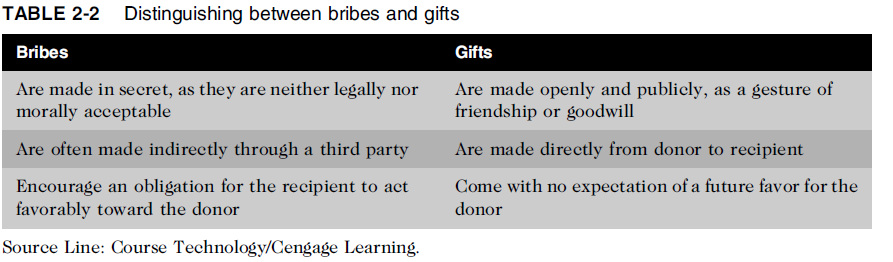 TABLE 2-2 Distinguishing between bribes and gifts
Bribes Gifts
Are made in secret, as they are neither legally nor
morally acceptable
Are made openly and publicly, as a gesture of
friendship or goodwill
Are often made indirectly through a third party
Are made directly from donor to recipient
Encourage an obligation for the recipient to act
favorably toward the donor
Come with no expectation of a future favor for the
donor
Source Line: Course Technology/Cengage Learning.